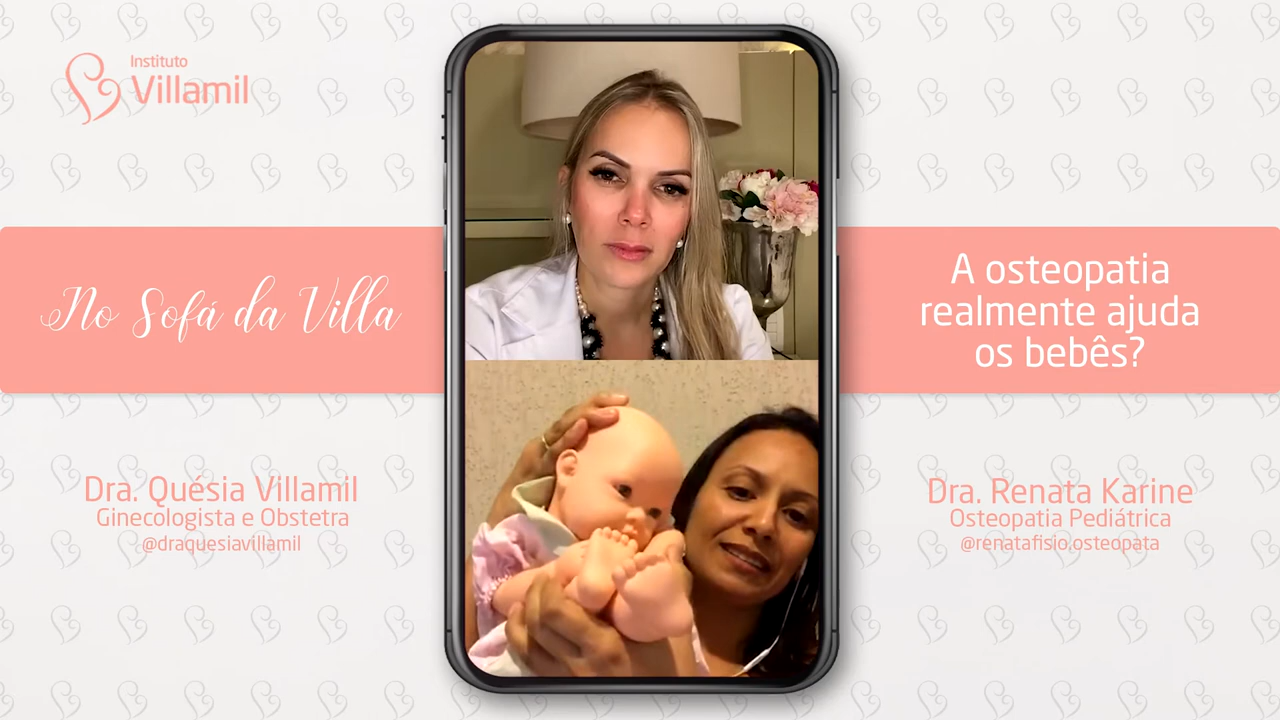 Instituto
Villamil
No Sofá da Villa
A osteopatia
realmente ajuda
os bebês?
Dra. Quésia Villamil
Ginecologista e Obstetra
@draquesiavillamil
Dra. Renata Karine
Osteopatia Pediátrica
@renatafisio.osteopata